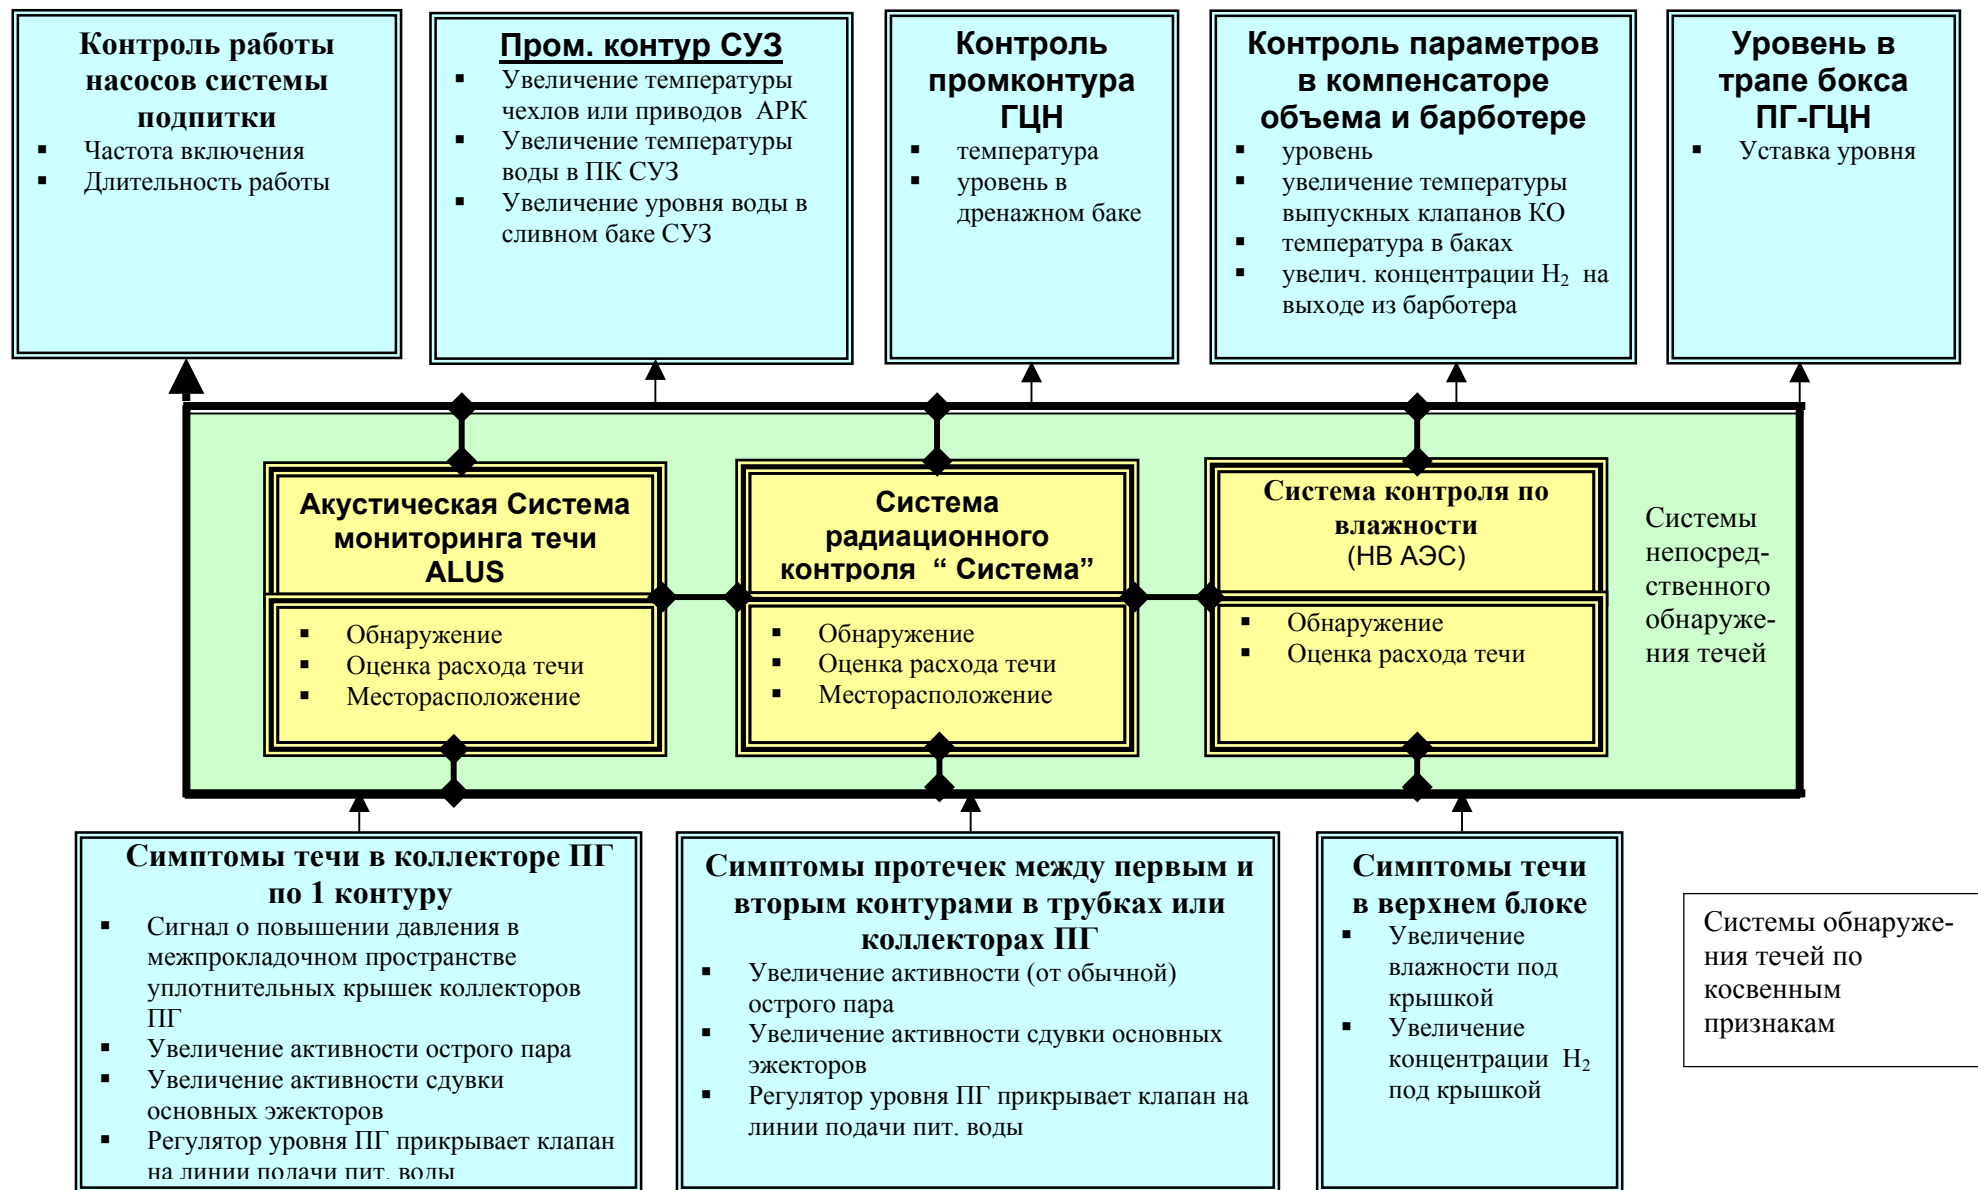 Контроль работы
насосов системы
подпитки
▪ Частота включения
▪ Длительность работы
Пром. контур СУЗ
▪ Увеличение температуры
чехлов или приводов АРК
▪ Увеличение температуры
воды в ПК СУЗ
▪ Увеличение уровня воды в
сливном баке СУЗ
Контроль
промконтура
ГЦН
▪ температура
▪ уровень в
дренажном баке
Контроль параметров
в компенсаторе
объема и барботере
▪ уровень
▪ увеличение температуры
выпускных клапанов КО
▪ температура в баках
▪ увелич. концентрации H₂ на
выходе из барботера
Уровень в
трапе бокса
ПГ-ГЦН
▪ Уставка уровня
Акустическая Система
мониторинга течи
ALUS
▪ Обнаружение
▪ Оценка расхода течи
▪ Месторасположение
Система
радиационного
контроля “ Система”
▪ Обнаружение
▪ Оценка расхода течи
▪ Месторасположение
Система контроля по
влажности
(НВ АЭС)
▪ Обнаружение
▪ Оценка расхода течи
Системы
непосред-
ственного
обнаруже-
ния течей
Симптомы течи в коллекторе ПГ
по 1 контуру
▪ Сигнал о повышении давления в
межпрокладочном пространстве
уплотнительных крышек коллекторов
ПГ
▪ Увеличение активности острого пара
▪ Увеличение активности сдувки
основных эжекторов
▪ Регулятор уровня ПГ прикрывает клапан
на линии подачи пит. воды
Симптомы протечек между первым и
вторым контурами в трубках или
коллекторах ПГ
▪ Увеличение активности (от обычной)
острого пара
▪ Увеличение активности сдувки основных
эжекторов
▪ Регулятор уровня ПГ прикрывает клапан на
линии подачи пит. воды
Симптомы течи
в верхнем блоке
▪ Увеличение
влажности под
крышкой
▪ Увеличение
концентрации H₂
под крышкой
Системы обнаруже-
ния течей по
косвенным
признакам